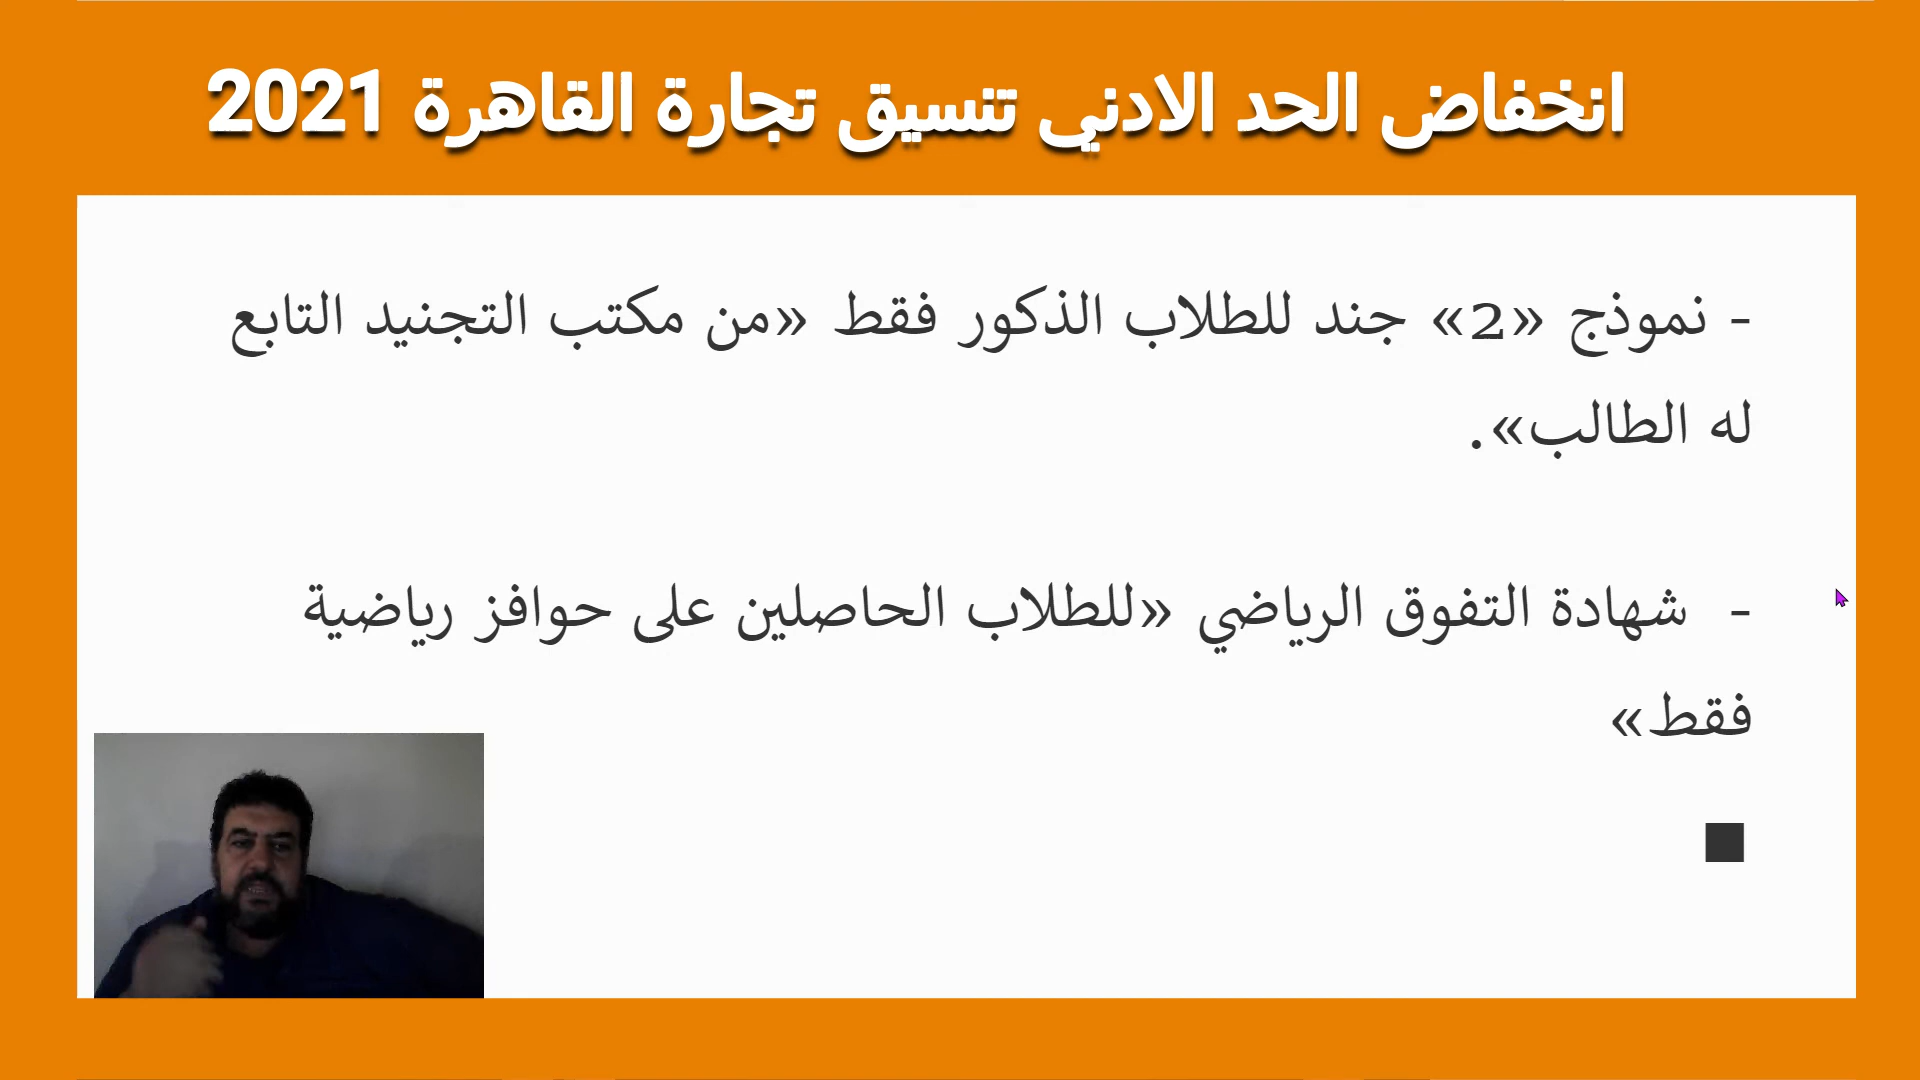 انخفاض الحد الادني تنسيق تجارة القاهرة 2021
- نموذج «2» جند للطلاب الذكور فقط «من مكتب التجنيد التابع
له الطالب».
- شهادة التفوق الرياضي «للطلاب الحاصلين على حوافز رياضية
فقط»